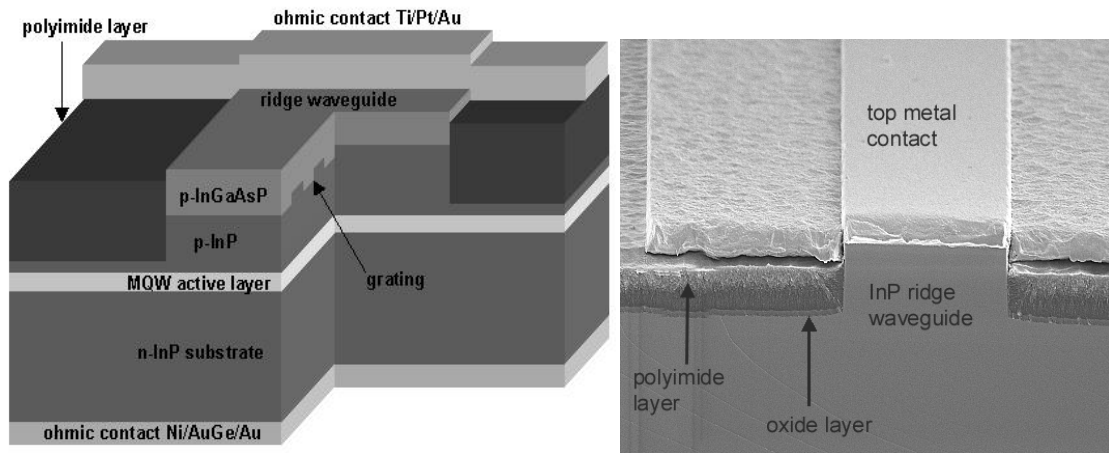 ohmic contact Ti/Pt/Au
polyimide layer
ridge waveguide
p-InGaAsP
p-InP
MQW active layer
grating
n-InP substrate
ohmic contact Ni/AuGe/Au
top metal
contact
InP ridge
waveguide
polyimide
layer
oxide layer